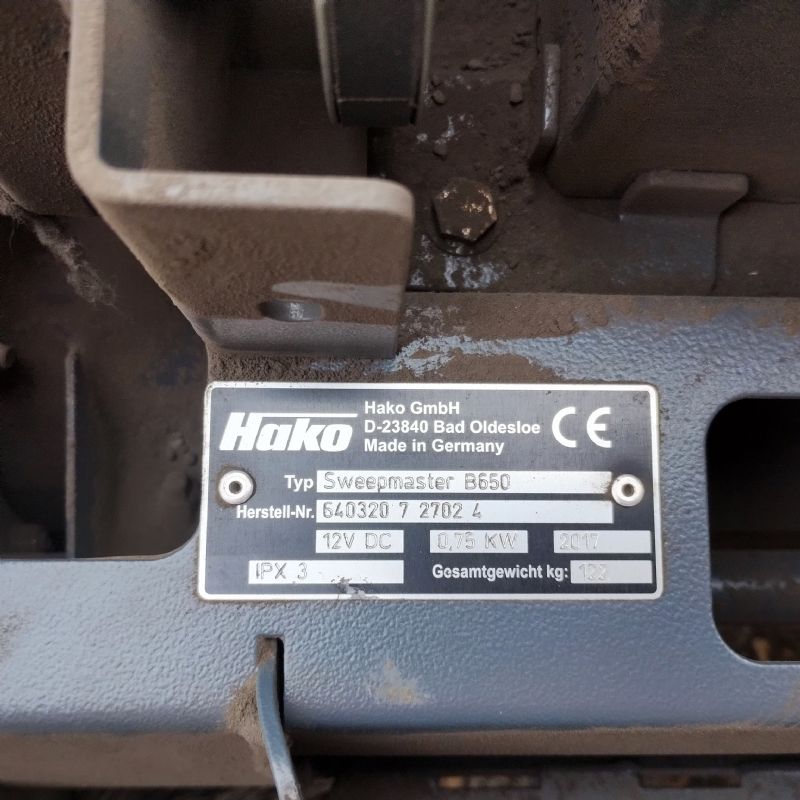 Hako
Hako GmbH
D-23840 Bad Oldesloe
Made in Germany
CE
Typ Sweepmaster B650
Herstell-Nr. 640320 7 2702 4
12V DC 0,75 KW 2017
IPX 3 Gesamtgewicht kg: